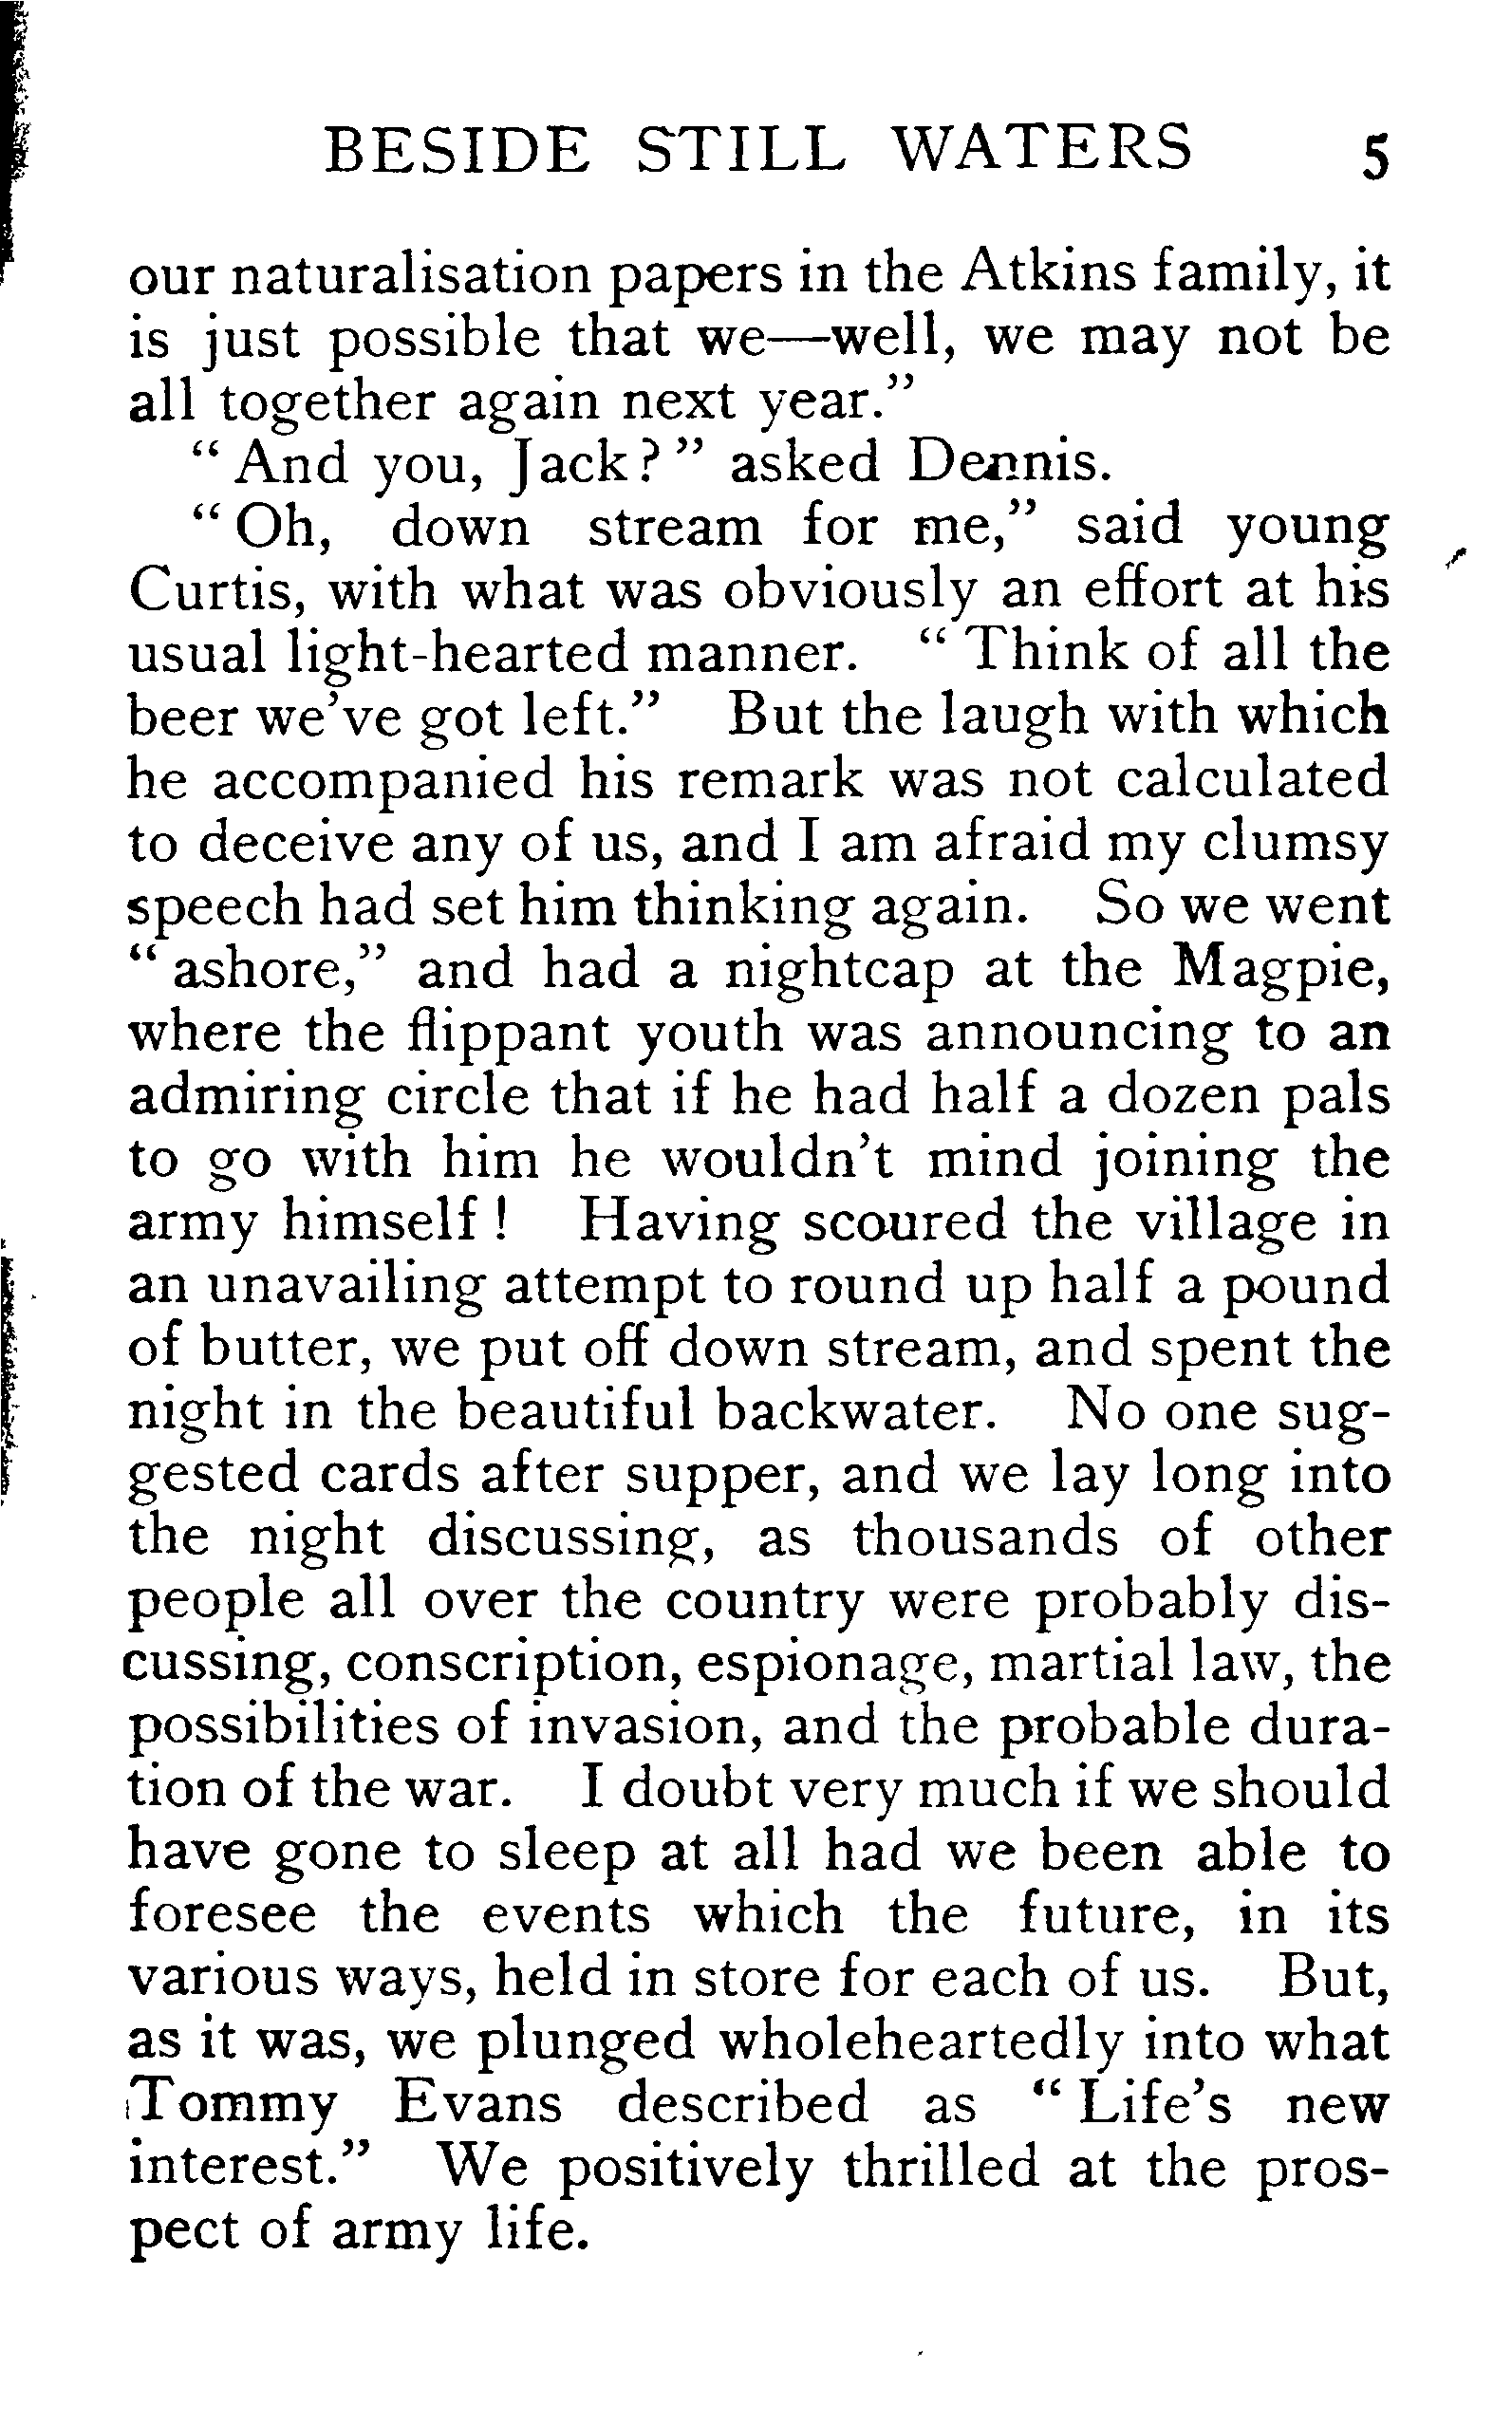 BESIDE STILL WATERS 5
our naturalisation papers in the Atkins family, it
is just possible that we—well, we may not be
all together again next year."
"And you, Jack?" asked Dennis.
"Oh, down stream for me," said young
Curtis, with what was obviously an effort at his
usual light-hearted manner. "Think of all the
beer we've got left." But the laugh with which
he accompanied his remark was not calculated
to deceive any of us, and I am afraid my clumsy
speech had set him thinking again. So we went
"ashore," and had a nightcap at the Magpie,
where the flippant youth was announcing to an
admiring circle that if he had half a dozen pals
to go with him he wouldn't mind joining the
army himself! Having scoured the village in
an unavailing attempt to round up half a pound
of butter, we put off down stream, and spent the
night in the beautiful backwater. No one sug-
gested cards after supper, and we lay long into
the night discussing, as thousands of other
people all over the country were probably dis-
cussing, conscription, espionage, martial law, the
possibilities of invasion, and the probable dura-
tion of the war. I doubt very much if we should
have gone to sleep at all had we been able to
foresee the events which the future, in its
various ways, held in store for each of us. But,
as it was, we plunged wholeheartedly into what
Tommy Evans described as "Life's new
interest." We positively thrilled at the pros-
pect of army life.